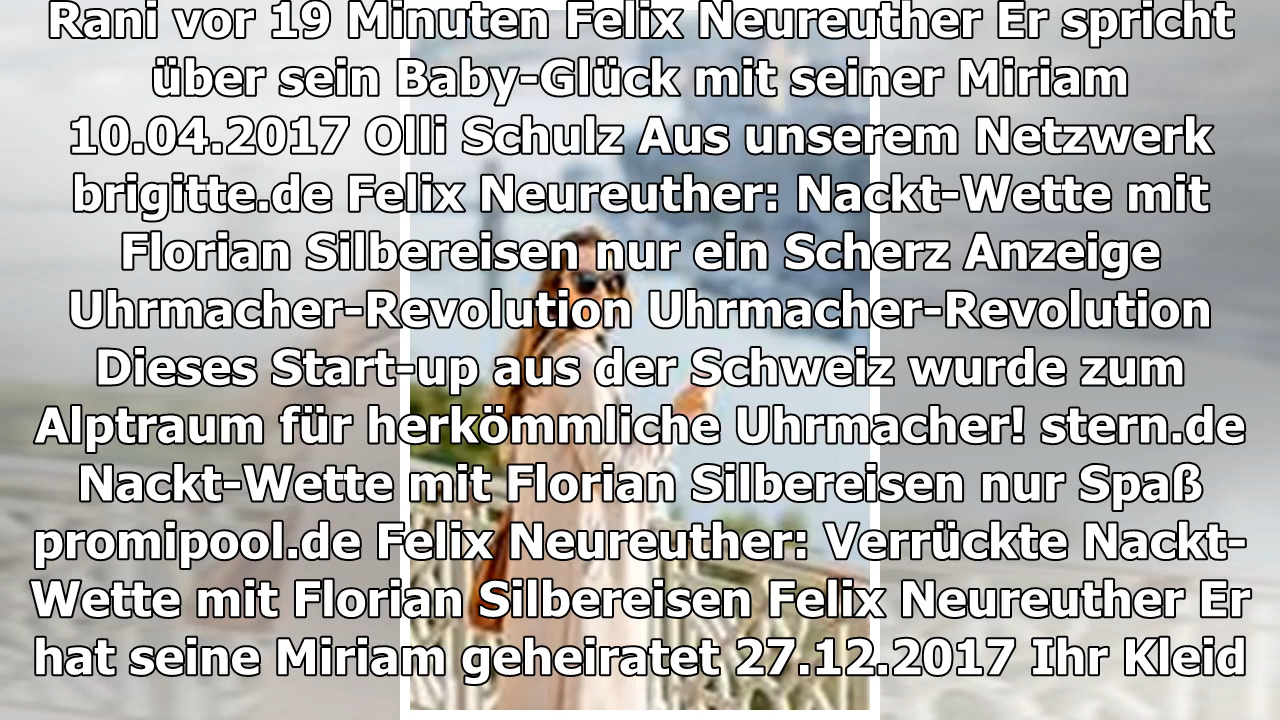 Rani vor 19 Minuten Felix Neureuther Er spricht
über sein Baby-Glück mit seiner Miriam
10.04.2017 Olli Schulz Aus unserem Netzwerk
brigitte.de Felix Neureuther: Nackt-Wette mit
Florian Silbereisen nur ein Scherz Anzeige
Uhrmacher-Revolution Uhrmacher-Revolution
Dieses Start-up aus der Schweiz wurde zum
Alptraum für herkömmliche Uhrmacher! stern.de
Nackt-Wette mit Florian Silbereisen nur Spaß
promipool.de Felix Neureuther: Verrückte Nackt-
Wette mit Florian Silbereisen Felix Neureuther Er
hat seine Miriam geheiratet 27.12.2017 Ihr Kleid